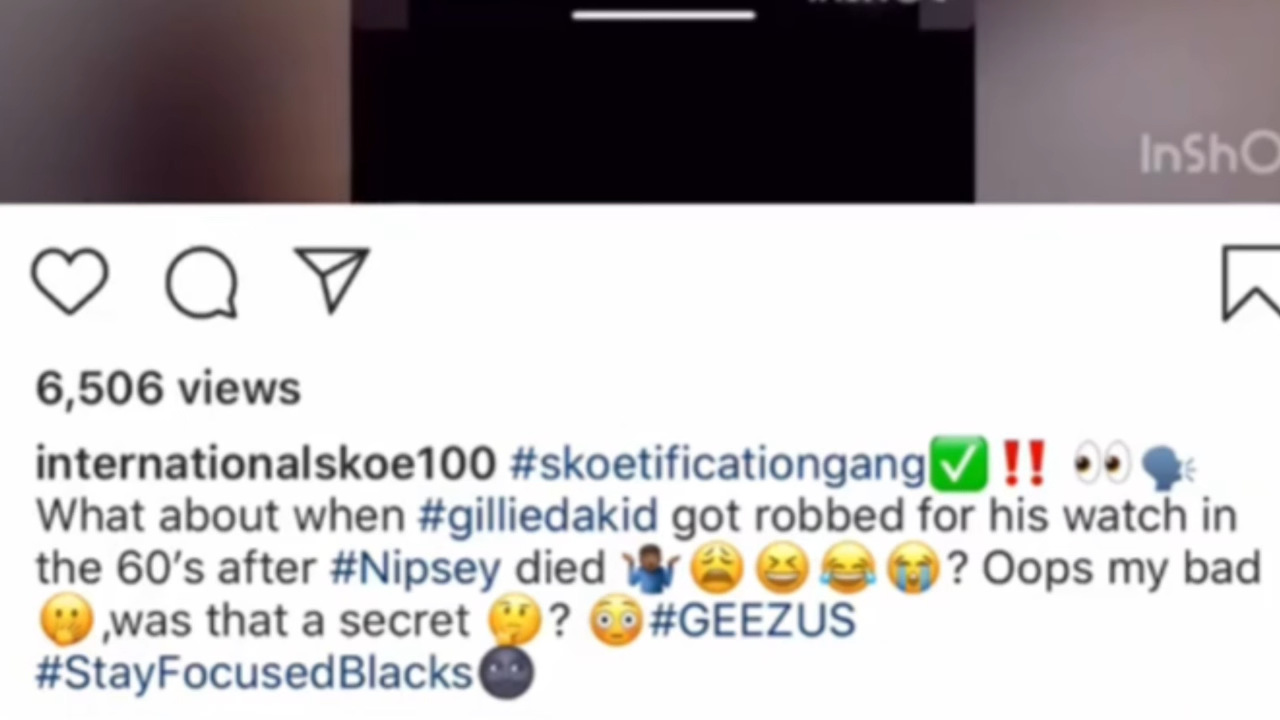 InShO
6,506 views
internationalskoe100 #skoetificationgang✅‼️ 👀🗣️
What about when #gilliedakid got robbed for his watch in
the 60’s after #Nipsey died 🤷🏾‍♂️😩😆😂😭? Oops my bad
🤭,was that a secret 🤔? 😳#GEEZUS
#StayFocusedBlacks🌚